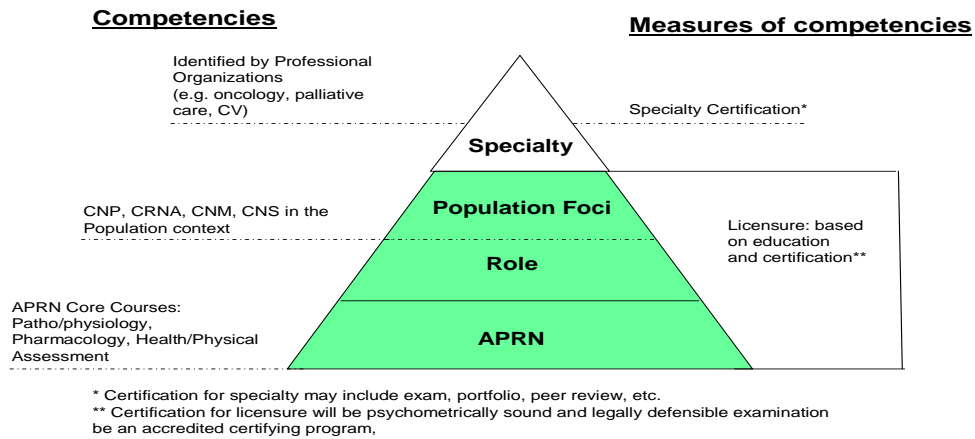 Competencies
Measures of competencies
Identified by Professional
Organizations
(e.g. oncology, palliative
care, CV)
Specialty Certification*
Specialty
CNP, CRNA, CNM, CNS in the
Population context
Population Foci
Licensure: based
on education
and certification**
Role
APRN Core Courses:
Patho/physiology,
Pharmacology, Health/Physical
Assessment
APRN
* Certification for specialty may include exam, portfolio, peer review, etc.
** Certification for licensure will be psychometrically sound and legally defensible examination
be an accredited certifying program,